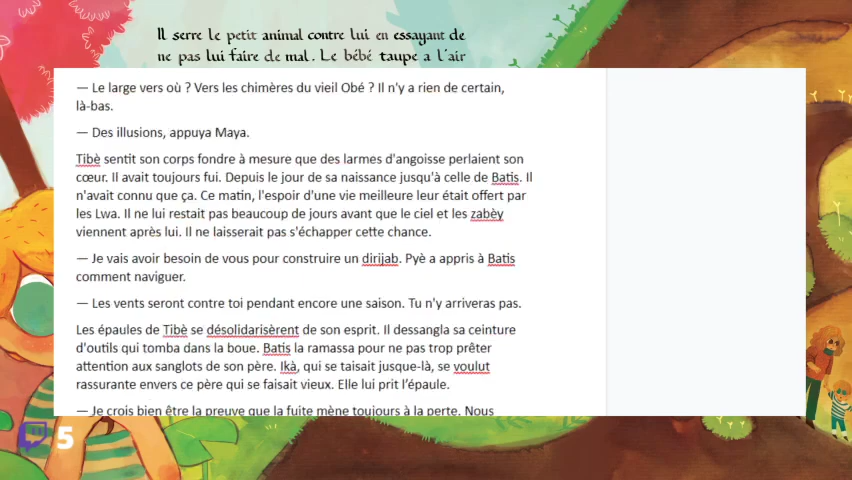 Il serre le petit animal contre lui en essayant de
ne pas lui faire de mal. Le bébé taupe a l'air
— Le large vers où ? Vers les chimères du vieil Obé ? Il n'y a rien de certain,
là-bas.
— Des illusions, appuya Maya.
Tibè sentit son corps fondre à mesure que des larmes d'angoisse perlaient son
cœur. Il avait toujours fui. Depuis le jour de sa naissance jusqu'à celle de Batis. Il
n'avait connu que ça. Ce matin, l'espoir d'une vie meilleure leur était offert par
les Lwa. Il ne lui restait pas beaucoup de jours avant que le ciel et les zabèy
viennent après lui. Il ne laisserait pas s'échapper cette chance.
— Je vais avoir besoin de vous pour construire un dirijab. Pyè a appris à Batis
comment naviguer.
— Les vents seront contre toi pendant encore une saison. Tu n'y arriveras pas.
Les épaules de Tibè se désolidarisèrent de son esprit. Il dessangla sa ceinture
d'outils qui tomba dans la boue. Batis la ramassa pour ne pas trop prêter
attention aux sanglots de son père. Ikà, qui se taisait jusque-là, se voulut
rassurante envers ce père qui se faisait vieux. Elle lui prit l'épaule.
— Je crois bien être la preuve que la fuite mène toujours à la perte. Nous
5